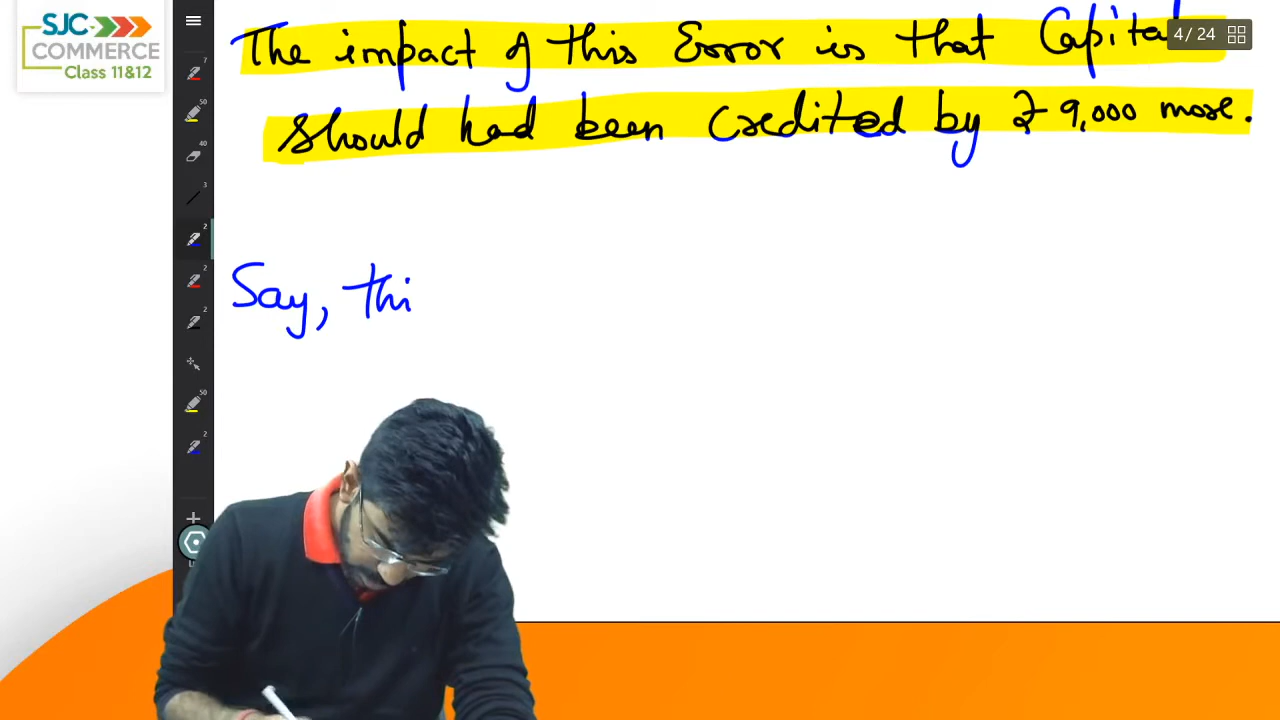 SJC
COMMERCE
Class 11&12
4 / 24
The impact of this Error is that Capital
should had been credited by ₹ 9,000 more.
Say, thi